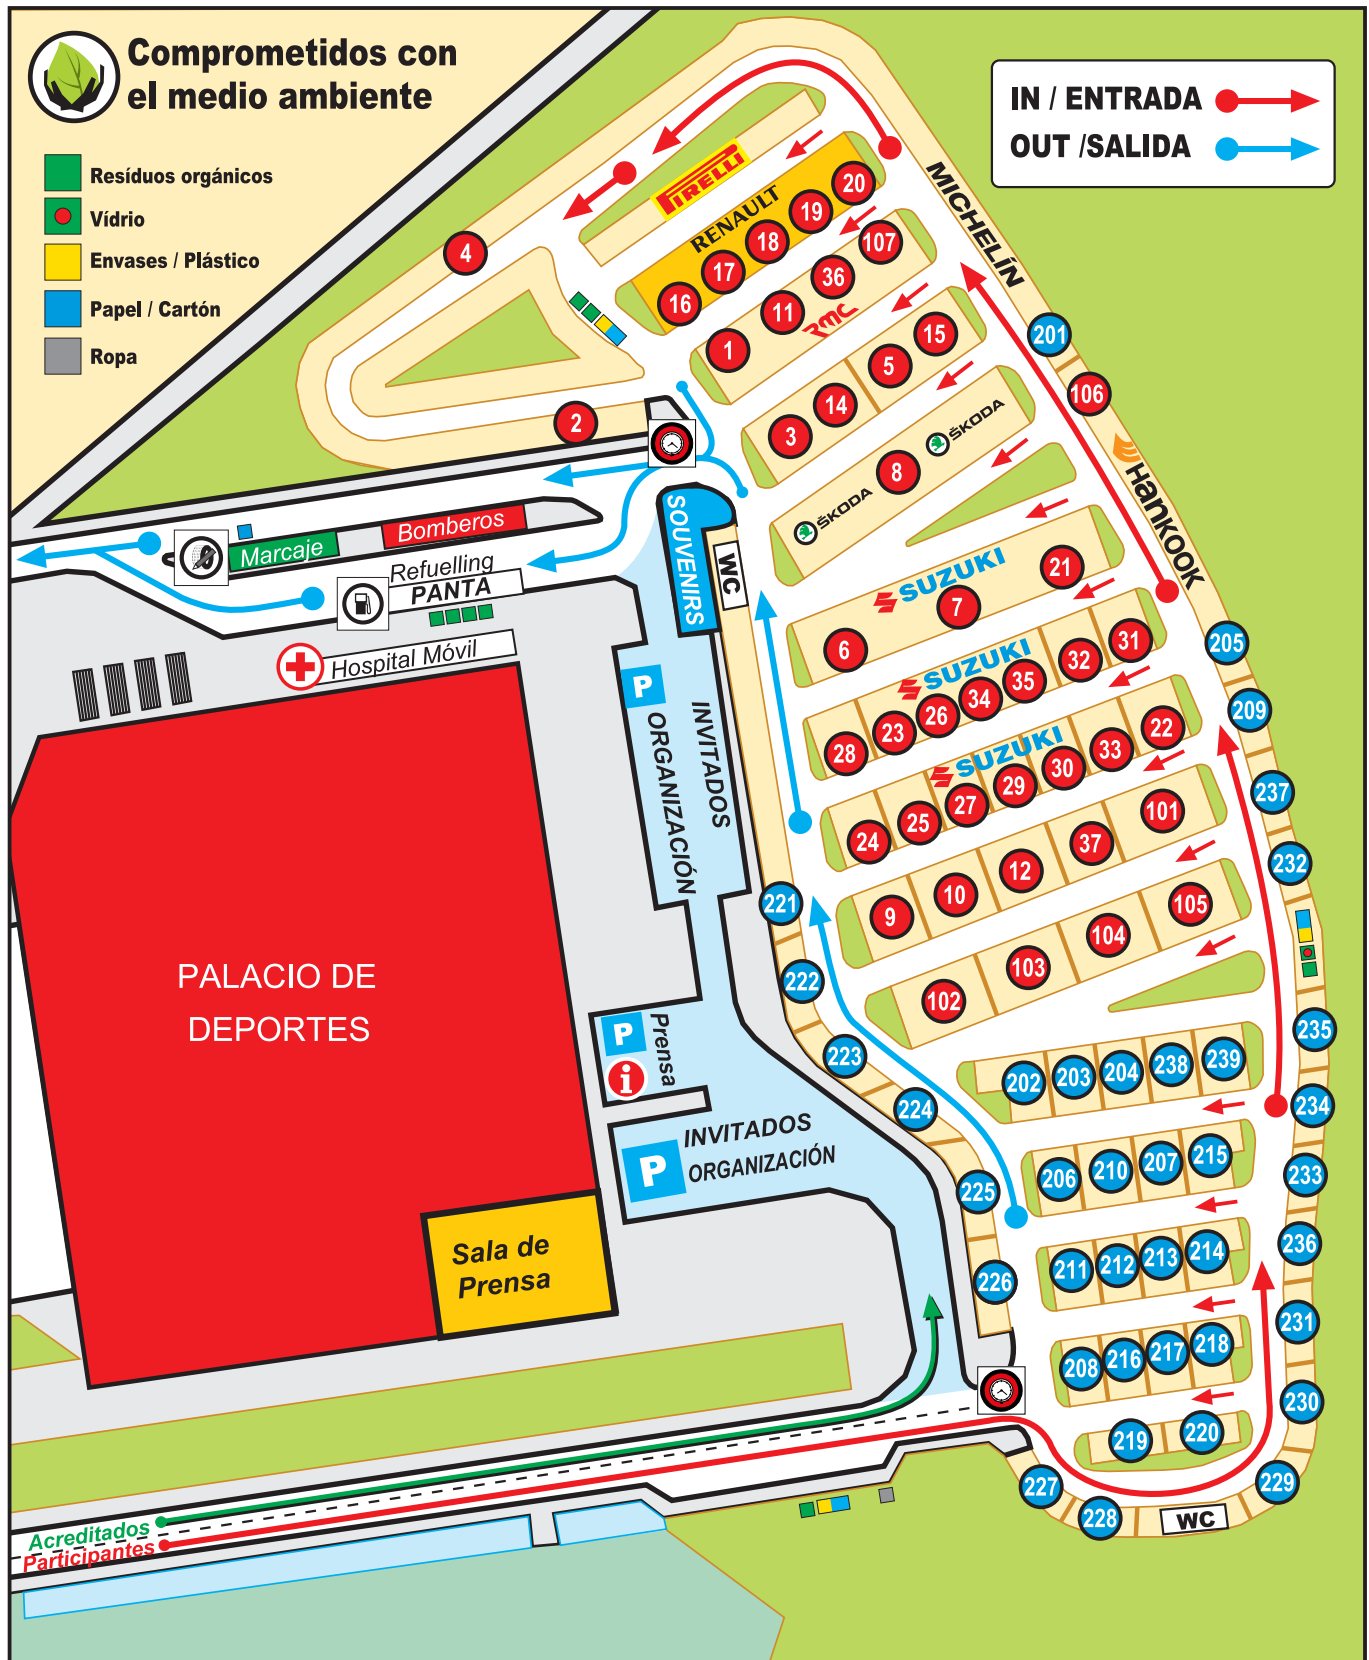 Comprometidos con
el medio ambiente
Resíduos orgánicos
Vídrio
Envases / Plástico
Papel / Cartón
Ropa
IN / ENTRADA
OUT /SALIDA
PIRELLI
RENAULT
20
19
18
17
16
4
MICHELÍN
107
36
11
1
RMC
15
5
14
3
2
201
106
HANKOOK
ŠKODA
8
ŠKODA
SOUVENIRS
WC
Bomberos
Marcaje
Refuelling
PANTA
Hospital Móvil
SUZUKI
21
7
6
SUZUKI
31
32
35
34
26
23
28
205
209
SUZUKI
22
33
30
29
27
25
24
237
101
37
12
10
9
232
105
104
103
102
P
ORGANIZACIÓN
INVITADOS
221
222
223
224
225
226
PALACIO DE
DEPORTES
P
i
Prensa
INVITADOS
P
ORGANIZACIÓN
Sala de
Prensa
235
202
203
204
238
239
234
206
210
207
215
233
211
212
213
214
236
231
208
216
217
218
230
219
220
229
227
228
WC
Acreditados
Participantes